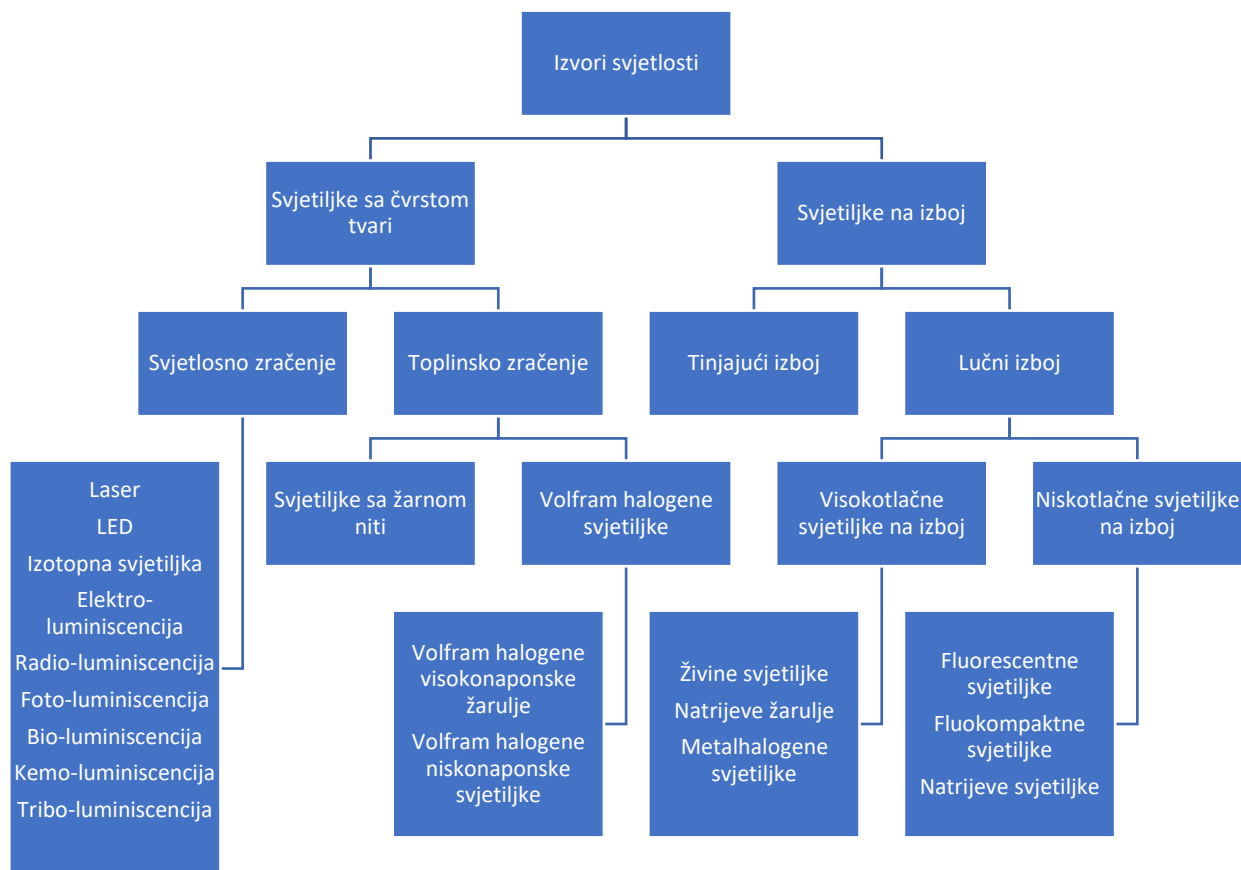 Izvori svjetlosti
Svjetiljke sa čvrstom
tvari
Svjetiljke na izboj
Svjetlosno zračenje
Toplinsko zračenje
Tinjajući izboj
Lučni izboj
Laser
LED
Izotopna svjetiljka
Elektro-
luminiscencija
Radio-luminiscencija
Foto-luminiscencija
Bio-luminiscencija
Kemo-luminiscencija
Tribo-luminiscencija
Svjetiljke sa žarnom
niti
Volfram halogene
svjetiljke
Visokotlačne
svjetiljke na izboj
Niskotlačne svjetiljke
na izboj
Volfram halogene
visokonaponske
žarulje
Volfram halogene
niskonaponske
svjetiljke
Živine svjetiljke
Natrijeve žarulje
Metalhalogene
svjetiljke
Fluorescentne
svjetiljke
Fluokompaktne
svjetiljke
Natrijeve svjetiljke